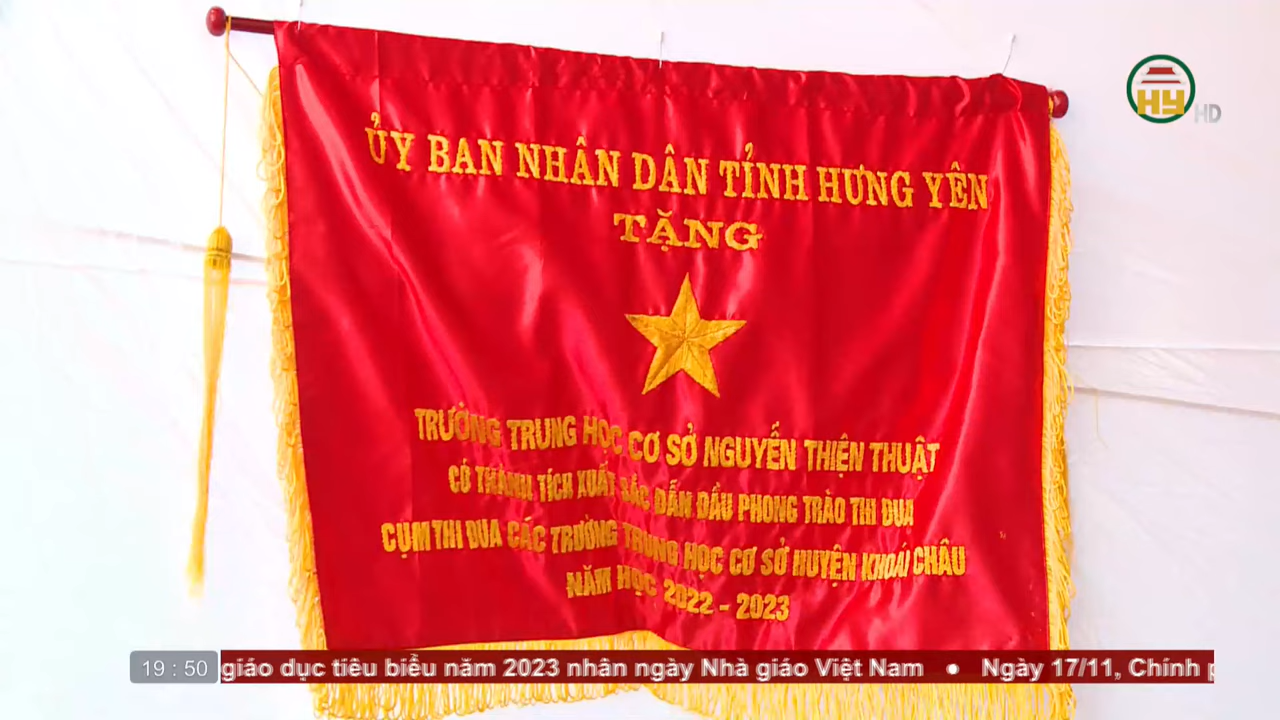 HY HD
ỦY BAN NHÂN DÂN TỈNH HƯNG YÊN
TẶNG
TRƯỜNG TRUNG HỌC CƠ SỞ NGUYỄN THIỆN THUẬT
CÓ THÀNH TÍCH XUẤT SẮC DẪN ĐẦU PHONG TRÀO THI ĐUA
CỤM THI ĐUA CÁC TRƯỜNG TRUNG HỌC CƠ SỞ HUYỆN KHOÁI CHÂU
NĂM HỌC 2022 - 2023
19 : 50 giáo dục tiêu biểu năm 2023 nhân ngày Nhà giáo Việt Nam • Ngày 17/11, Chính